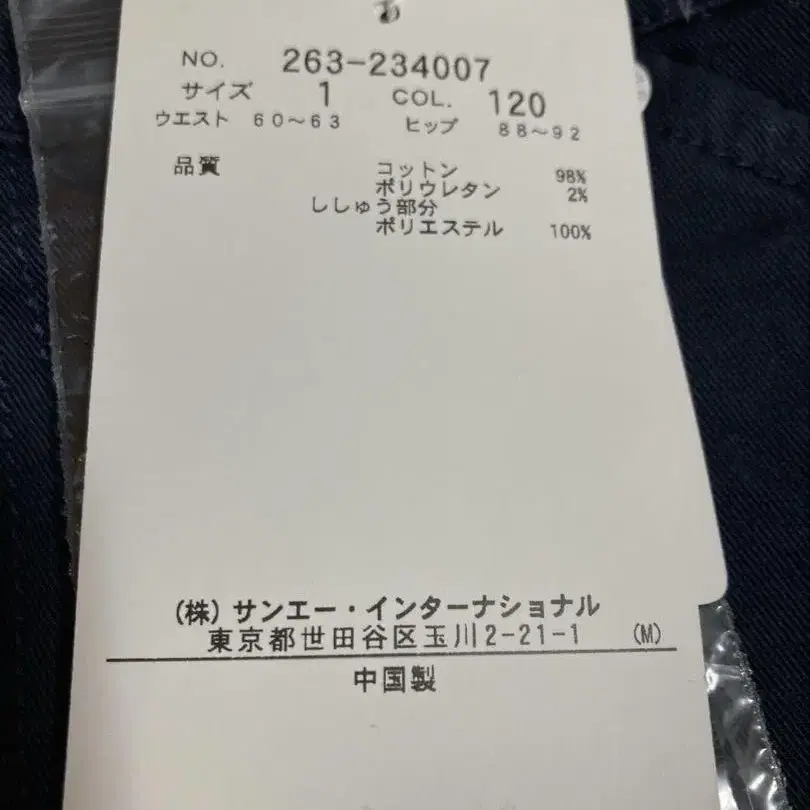 NO. 263-234007
サイズ 1 COL. 120
ウエスト 60～63 ヒップ 88～92
品質 コットン 98%
ポリウレタン 2%
ししゅう部分
ポリエステル 100%
(株)サンエー・インターナショナル
東京都世田谷区玉川2-21-1 (M)
中国製